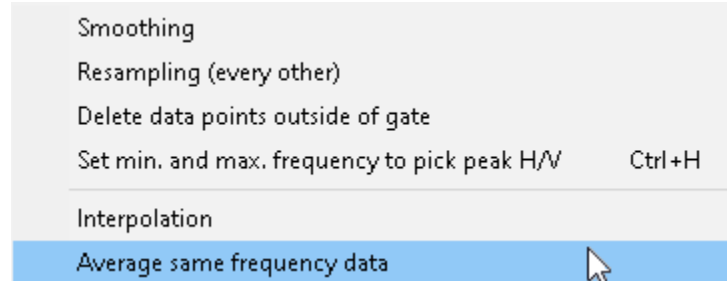 Smoothing
Resampling (every other)
Delete data points outside of gate
Set min. and max. frequency to pick peak H/V Ctrl+H
Interpolation
Average same frequency data